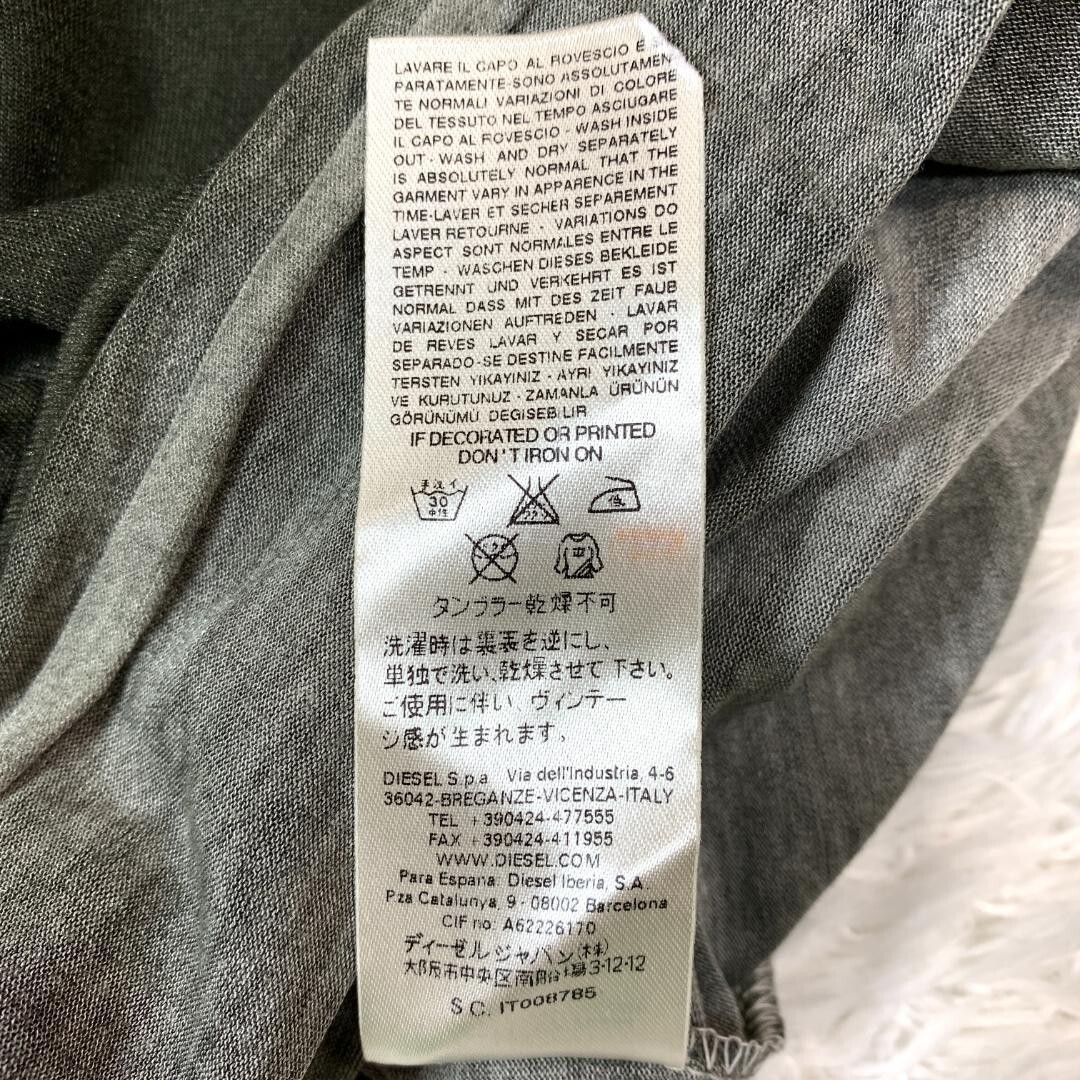 LAVARE IL CAPO AL ROVESCIO E
PARATAMENTE-SONO ASSOLUTAMEN
TE NORMALI VARIAZIONI DI COLORE
DEL TESSUTO NEL TEMPO ASCIUGARE
IL CAPO AL ROVESCIO - WASH INSIDE
OUT - WASH AND DRY SEPARATELY
IS ABSOLUTELY NORMAL THAT THE
GARMENT VARY IN APPARENCE IN THE
TIME-LAVER ET SECHER SEPAREMENT
LAVER RETOURNE - VARIATIONS DO
ASPECT SONT NORMALES ENTRE LE
TEMP - WASCHEN DIESES BEKLEIDE
GETRENNT UND VERKEHRT ES IST
NORMAL DASS MIT DES ZEIT FAUB
VARIAZIONEN AUFTREDEN - LAVAR
DE REVES LAVAR Y SECAR POR
SEPARADO-SE DESTINE FACILMENTE
TERSTEN YIKAYINIZ - AYRI YIKAYINIZ
VE KURUTUNUZ - ZAMANLA ÜRÜNÜN
GÖRÜNÜMÜ DEGISEBILIR
IF DECORATED OR PRINTED
DON'T IRON ON
手洗イ
30
中性
低
中
タンブラー乾燥不可
洗濯時は裏表を逆にし、
単独で洗い、乾燥させて下さい。
ご使用に伴い、ヴィンテー
ジ感が生まれます。
DIESEL S.p.a. Via dell'Industria, 4-6
36042-BREGANZE-VICENZA-ITALY
TEL +390424-477555
FAX +390424-411955
WWW.DIESEL.COM
Para Espana: Diesel Iberia, S.A.
P.za Catalunya, 9 - 08002 Barcelona
CIF no: A62226170
ディーゼルジャパン(株)
大阪市中央区南船場3-12-12
S.C. IT008785